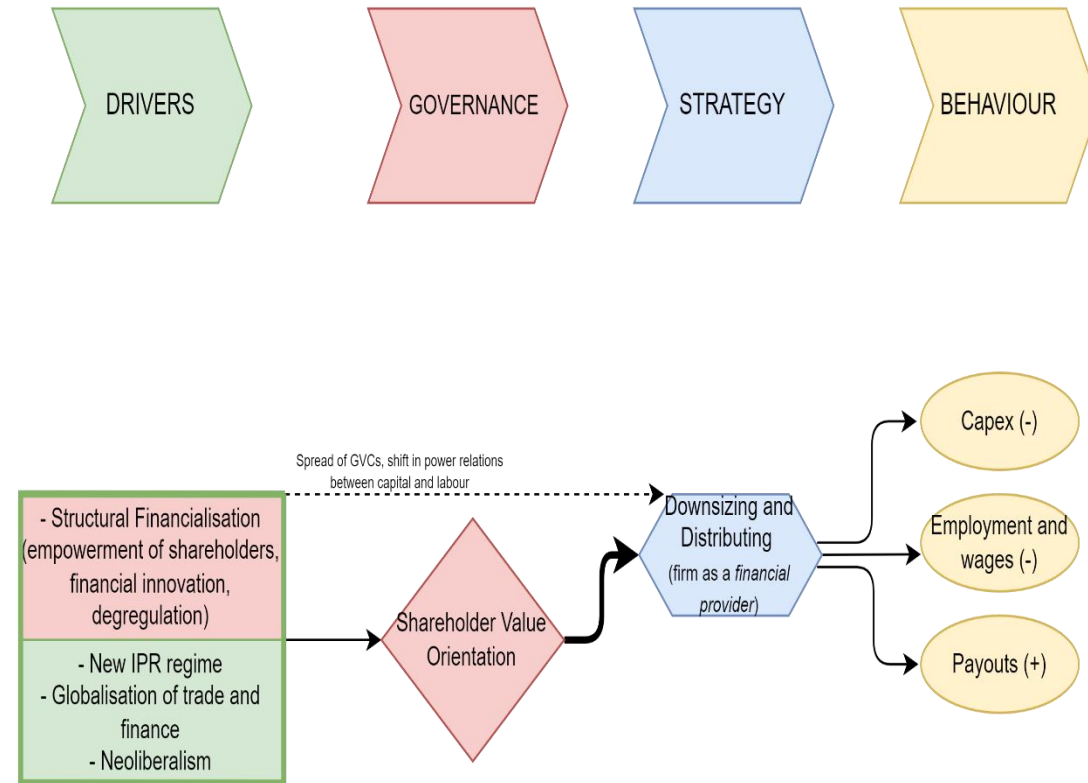 DRIVERS
GOVERNANCE
STRATEGY
BEHAVIOUR
Spread of GVCs, shift in power relations
between capital and labour
- Structural Financialisation
(empowerment of shareholders,
financial innovation,
degregulation)
- New IPR regime
- Globalisation of trade and
finance
- Neoliberalism
Shareholder Value
Orientation
Downsizing and
Distributing
(firm as a financial
provider)
Capex (-)
Employment and
wages (-)
Payouts (+)